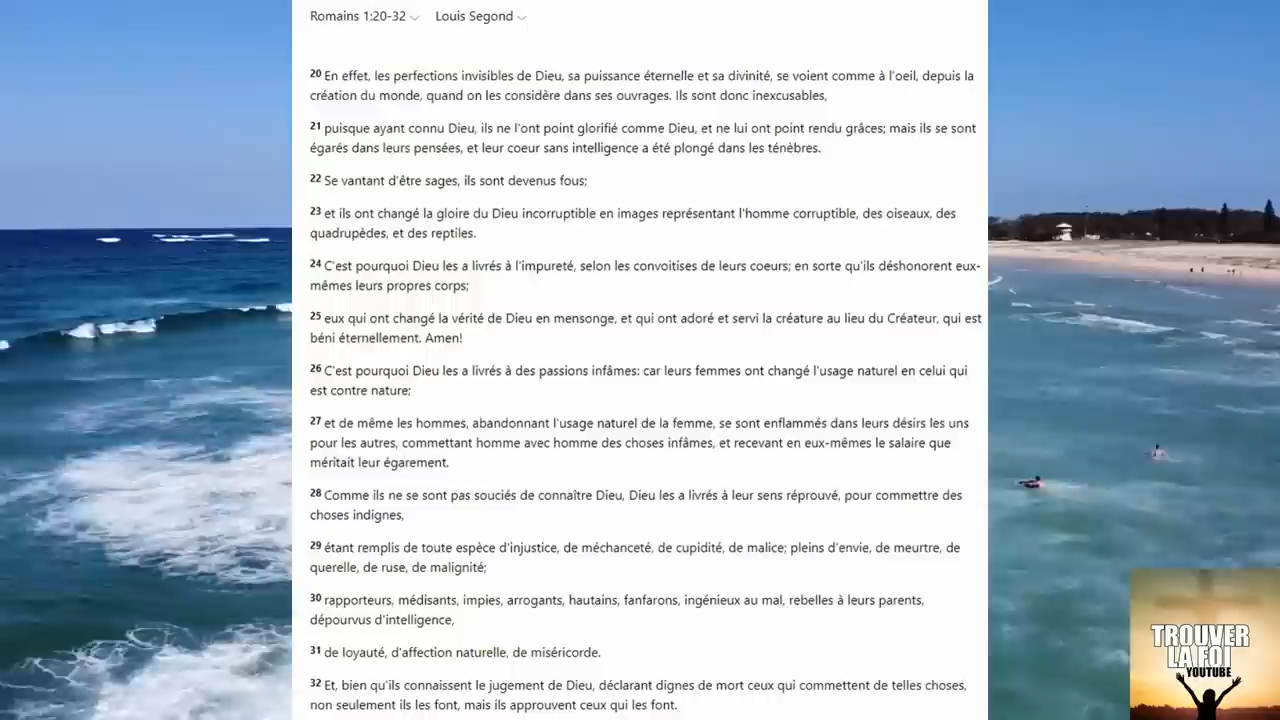 Romains 1:20-32 Louis Segond
20 En effet, les perfections invisibles de Dieu, sa puissance éternelle et sa divinité, se voient comme à l'oeil, depuis la
création du monde, quand on les considère dans ses ouvrages. Ils sont donc inexcusables,
21 puisque ayant connu Dieu, ils ne l'ont point glorifié comme Dieu, et ne lui ont point rendu grâces; mais ils se sont
égarés dans leurs pensées, et leur coeur sans intelligence a été plongé dans les ténèbres.
22 Se vantant d'être sages, ils sont devenus fous;
23 et ils ont changé la gloire du Dieu incorruptible en images représentant l'homme corruptible, des oiseaux, des
quadrupèdes, et des reptiles.
24 C'est pourquoi Dieu les a livrés à l'impureté, selon les convoitises de leurs coeurs; en sorte qu'ils déshonorent eux-
mêmes leurs propres corps;
25 eux qui ont changé la vérité de Dieu en mensonge, et qui ont adoré et servi la créature au lieu du Créateur, qui est
béni éternellement. Amen!
26 C'est pourquoi Dieu les a livrés à des passions infâmes: car leurs femmes ont changé l'usage naturel en celui qui
est contre nature;
27 et de même les hommes, abandonnant l'usage naturel de la femme, se sont enflammés dans leurs désirs les uns
pour les autres, commettant homme avec homme des choses infâmes, et recevant en eux-mêmes le salaire que
méritait leur égarement.
28 Comme ils ne se sont pas souciés de connaître Dieu, Dieu les a livrés à leur sens réprouvé, pour commettre des
choses indignes,
29 étant remplis de toute espèce d'injustice, de méchanceté, de cupidité, de malice; pleins d'envie, de meurtre, de
querelle, de ruse, de malignité;
30 rapporteurs, médisants, impies, arrogants, hautains, fanfarons, ingénieux au mal, rebelles à leurs parents,
dépourvus d'intelligence,
31 de loyauté, d'affection naturelle, de miséricorde.
32 Et, bien qu'ils connaissent le jugement de Dieu, déclarant dignes de mort ceux qui commettent de telles choses,
non seulement ils les font, mais ils approuvent ceux qui les font.
TROUVER
LA FOI
YOUTUBE